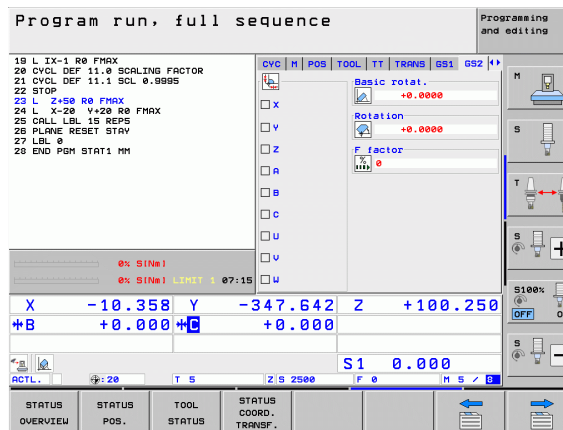 Program run, full sequence
Programming and editing
19 L IX-1 R0 FMAX
20 CYCL DEF 11.0 SCALING FACTOR
21 CYCL DEF 11.1 SCL 0.9995
22 STOP
23 L Z+50 R0 FMAX
24 L X-20 Y+20 R0 FMAX
25 CALL LBL 15 REP5
26 PLANE RESET STAY
27 LBL 0
28 END PGM STAT1 MM
0% S[Nm]
0% S[Nm] LIMIT 1 07:15
CYC M POS TOOL TT TRANS GS1 GS2
X
Y
Z
A
B
C
U
V
W
Basic rotat.
+0.0000
Rotation
+0.0000
F factor
% 0
X -10.358 Y -347.642 Z +100.250
B +0.000 C +0.000
S1 0.000
ACTL. : 20 T 5 Z S 2500 F 0 M 5 / 8
STATUS OVERVIEW
STATUS POS.
TOOL STATUS
STATUS COORD. TRANSF.
M
S
T
S
+
S100%
OFF
S
-